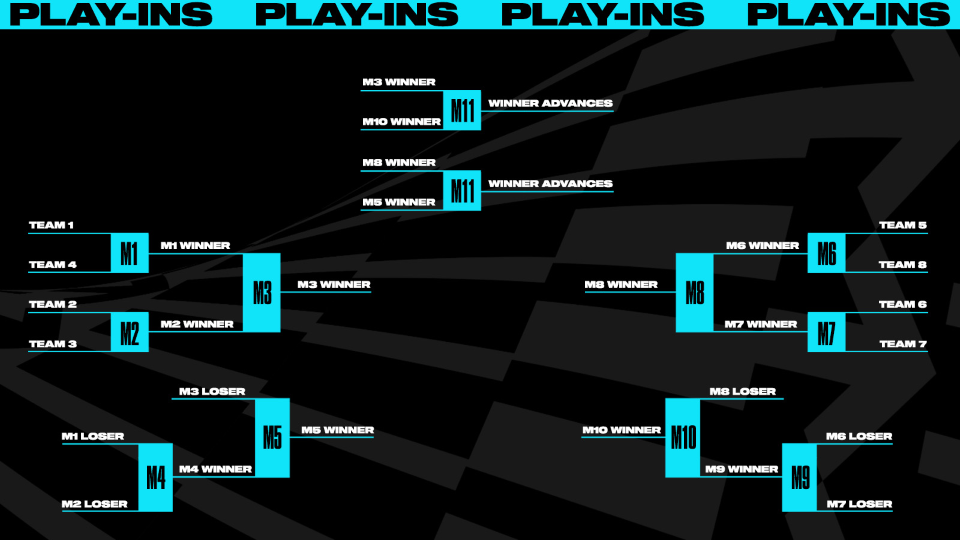 PLAY-INS PLAY-INS PLAY-INS PLAY-INS
M3 WINNER
M11
WINNER ADVANCES
M10 WINNER
M8 WINNER
M11
WINNER ADVANCES
M5 WINNER
TEAM 1
M1
M1 WINNER
TEAM 4
M3
M3 WINNER
TEAM 2
M2
M2 WINNER
TEAM 3
M6 WINNER
M6
TEAM 5
TEAM 8
M8 WINNER
M8
M7 WINNER
M7
TEAM 6
TEAM 7
M3 LOSER
M5
M5 WINNER
M1 LOSER
M4
M4 WINNER
M2 LOSER
M8 LOSER
M10 WINNER
M10
M9 WINNER
M6 LOSER
M9
M7 LOSER